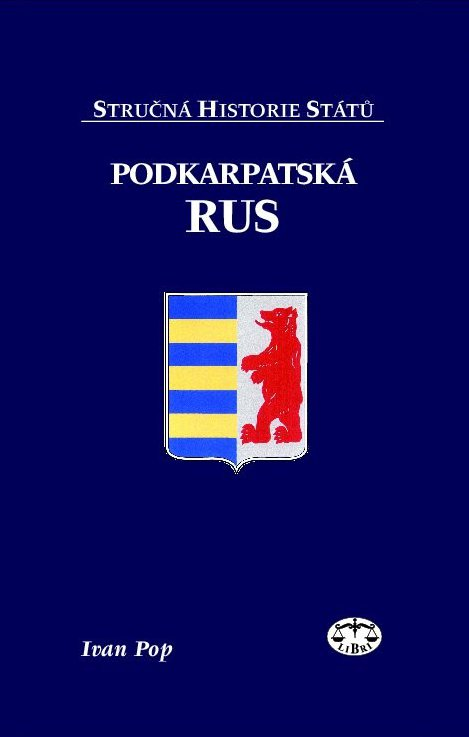 Stručná Historie Států
PODKARPATSKÁ
RUS
Ivan Pop
LIBRI